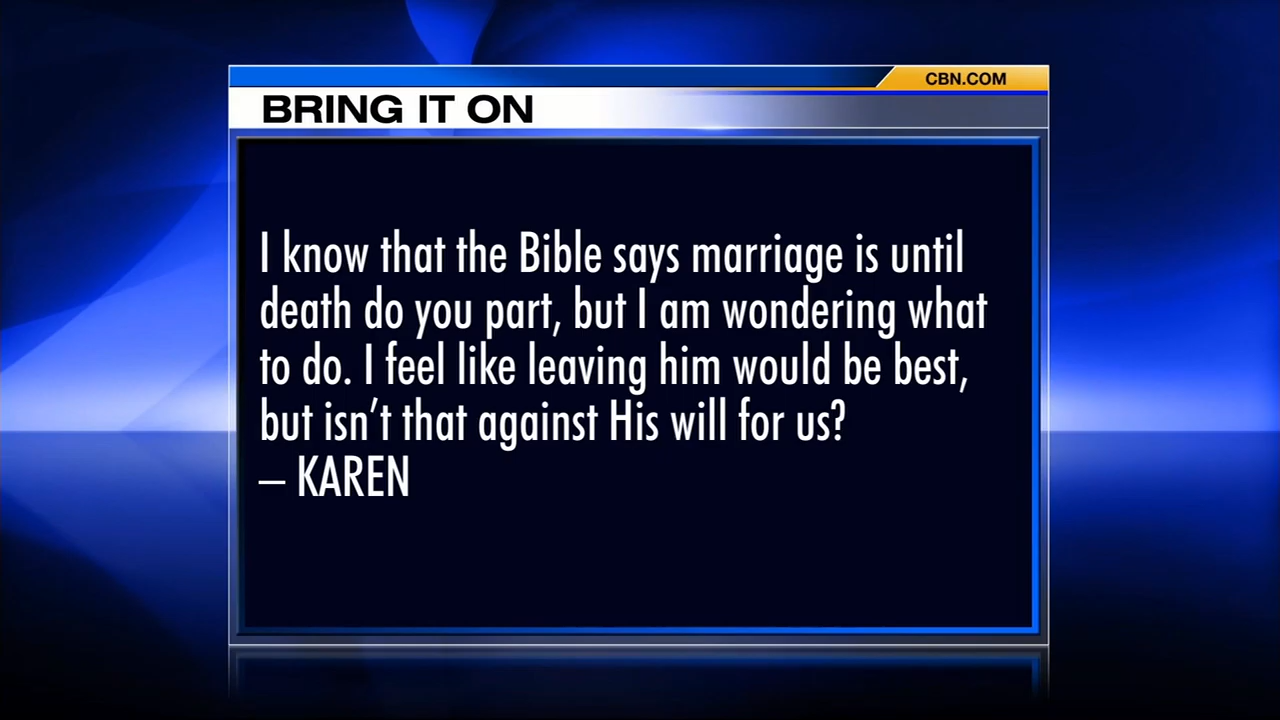 CBN.COM
BRING IT ON
I know that the Bible says marriage is until
death do you part, but I am wondering what
to do. I feel like leaving him would be best,
but isn’t that against His will for us?
– KAREN